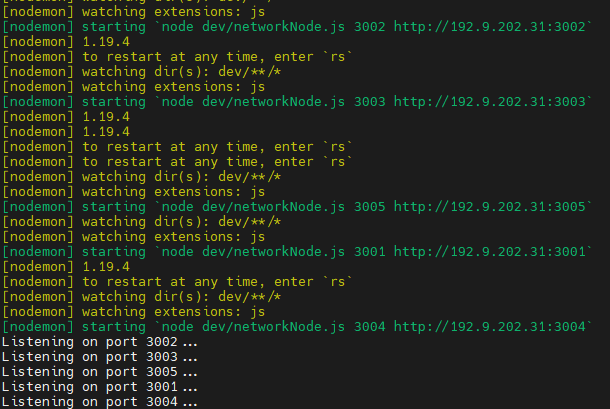 [nodemon] watching dir(s): dev/**/*
[nodemon] watching extensions: js
[nodemon] starting `node dev/networkNode.js 3002 http://192.9.202.31:3002`
[nodemon] 1.19.4
[nodemon] to restart at any time, enter `rs`
[nodemon] watching dir(s): dev/**/*
[nodemon] watching extensions: js
[nodemon] starting `node dev/networkNode.js 3003 http://192.9.202.31:3003`
[nodemon] 1.19.4
[nodemon] 1.19.4
[nodemon] to restart at any time, enter `rs`
[nodemon] to restart at any time, enter `rs`
[nodemon] watching dir(s): dev/**/*
[nodemon] watching extensions: js
[nodemon] starting `node dev/networkNode.js 3005 http://192.9.202.31:3005`
[nodemon] watching dir(s): dev/**/*
[nodemon] watching extensions: js
[nodemon] starting `node dev/networkNode.js 3001 http://192.9.202.31:3001`
[nodemon] 1.19.4
[nodemon] to restart at any time, enter `rs`
[nodemon] watching dir(s): dev/**/*
[nodemon] watching extensions: js
[nodemon] starting `node dev/networkNode.js 3004 http://192.9.202.31:3004`
Listening on port 3002...
Listening on port 3003...
Listening on port 3005...
Listening on port 3001...
Listening on port 3004...